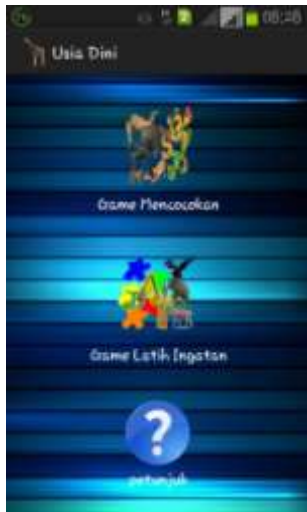 08:28
Usia Dini
Game Mencocokan
Game Latih Ingatan
?
petunjuk